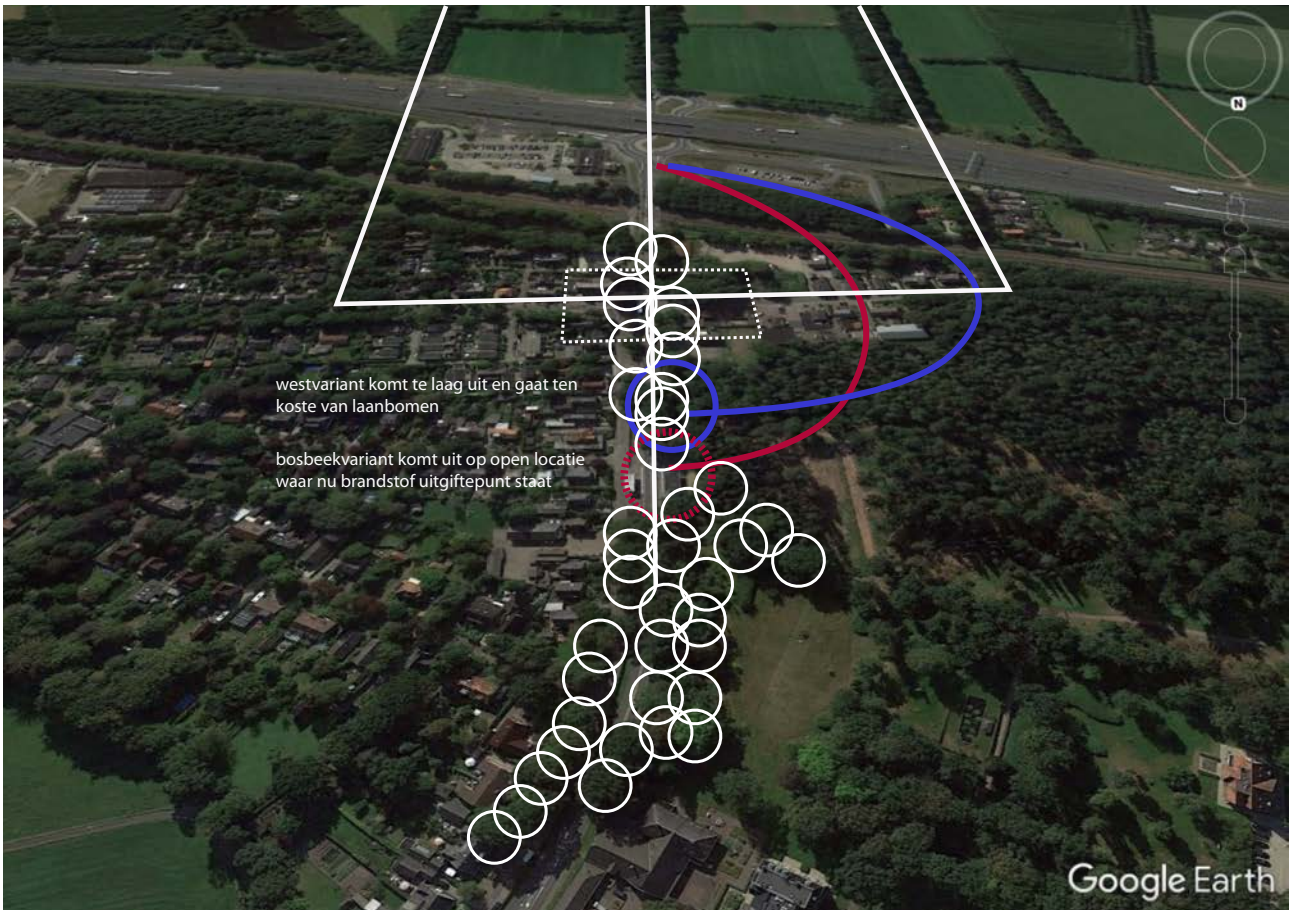 N
westvariant komt te laag uit en gaat ten
koste van laanbomen
bosbeekvariant komt uit op open locatie
waar nu brandstof uitgiftepunt staat
Google Earth